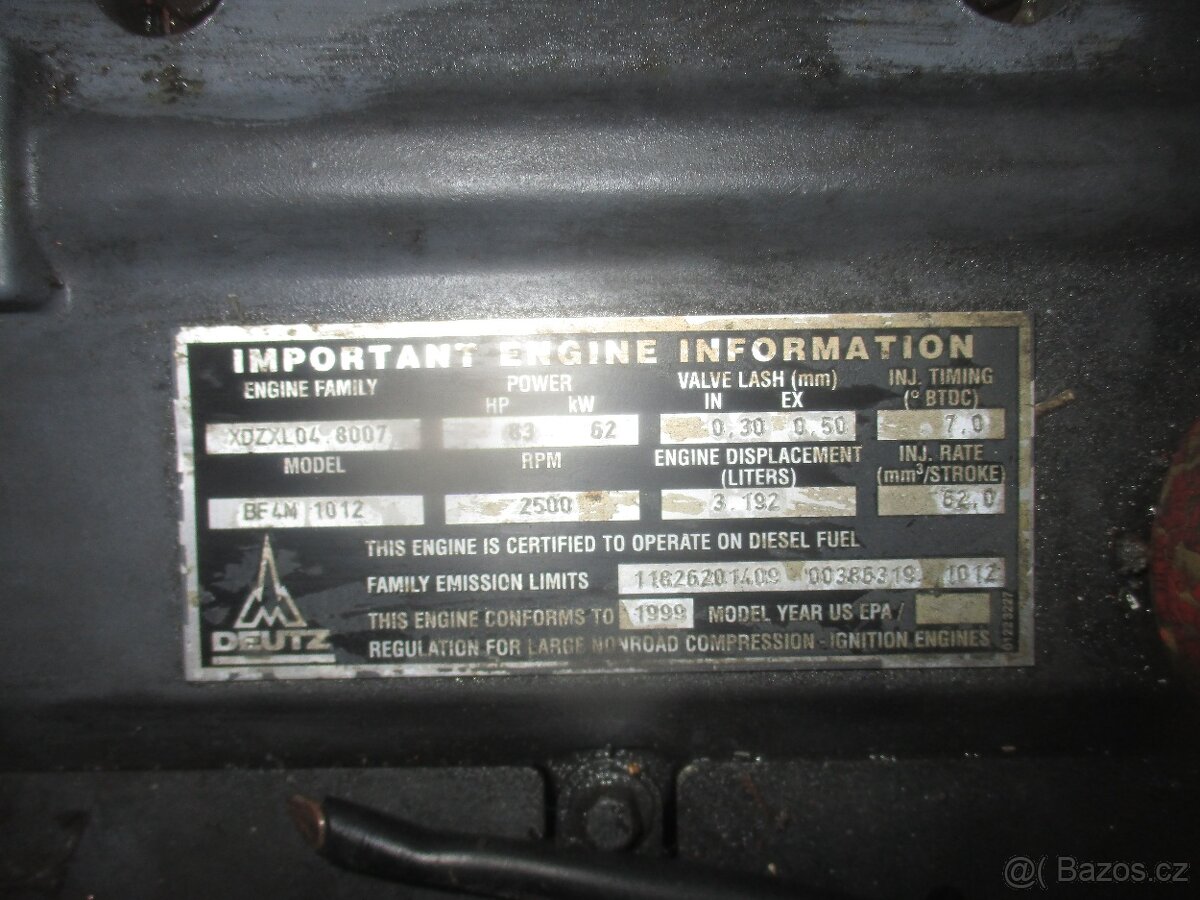 IMPORTANT ENGINE INFORMATION
ENGINE FAMILY POWER VALVE LASH (mm) INJ. TIMING
HP kW IN EX (° BTDC)
XDZXL04.8007 83 62 0.30 0.50 7.0
MODEL RPM ENGINE DISPLACEMENT INJ. RATE
(LITERS) (mm³/STROKE)
BF4M 1012 2500 3.192 62.0
THIS ENGINE IS CERTIFIED TO OPERATE ON DIESEL FUEL
FAMILY EMISSION LIMITS 11826201409 00386319 1012
THIS ENGINE CONFORMS TO 1999 MODEL YEAR US EPA /
REGULATION FOR LARGE NONROAD COMPRESSION - IGNITION ENGINES
DEUTZ
@( Bazos.cz